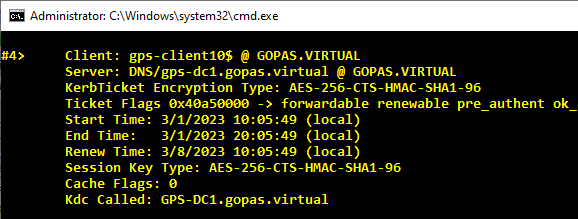 Administrator: C:\Windows\system32\cmd.exe
#4>     Client: gps-client10$ @ GOPAS.VIRTUAL
        Server: DNS/gps-dc1.gopas.virtual @ GOPAS.VIRTUAL
        KerbTicket Encryption Type: AES-256-CTS-HMAC-SHA1-96
        Ticket Flags 0x40a50000 -> forwardable renewable pre_authent ok_
        Start Time: 3/1/2023 10:05:49 (local)
        End Time:   3/1/2023 20:05:49 (local)
        Renew Time: 3/8/2023 10:05:49 (local)
        Session Key Type: AES-256-CTS-HMAC-SHA1-96
        Cache Flags: 0
        Kdc Called: GPS-DC1.gopas.virtual